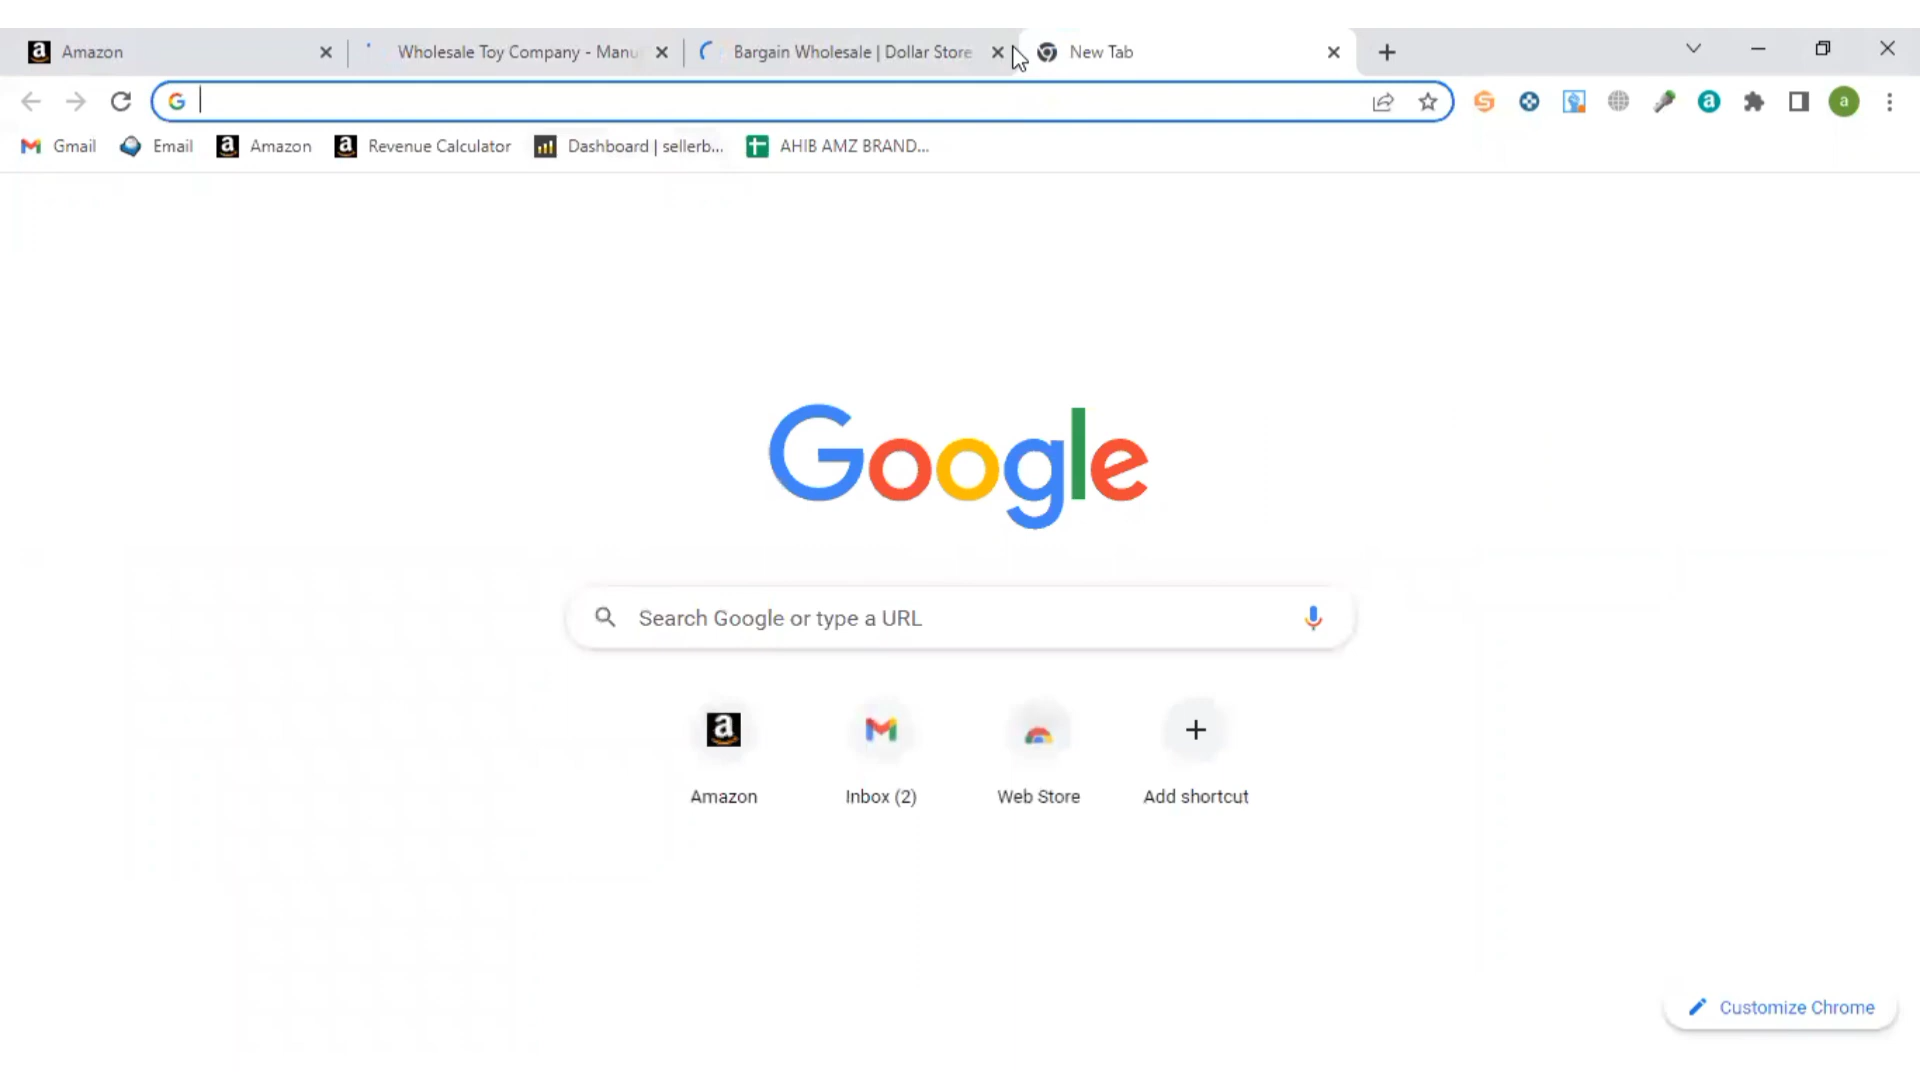 Amazon
Wholesale Toy Company - Manu
Bargain Wholesale | Dollar Store
New Tab
Gmail
Email
Amazon
Revenue Calculator
Dashboard | sellerb...
AHIB AMZ BRAND...
Google
Search Google or type a URL
Amazon
Inbox (2)
Web Store
Add shortcut
Customize Chrome